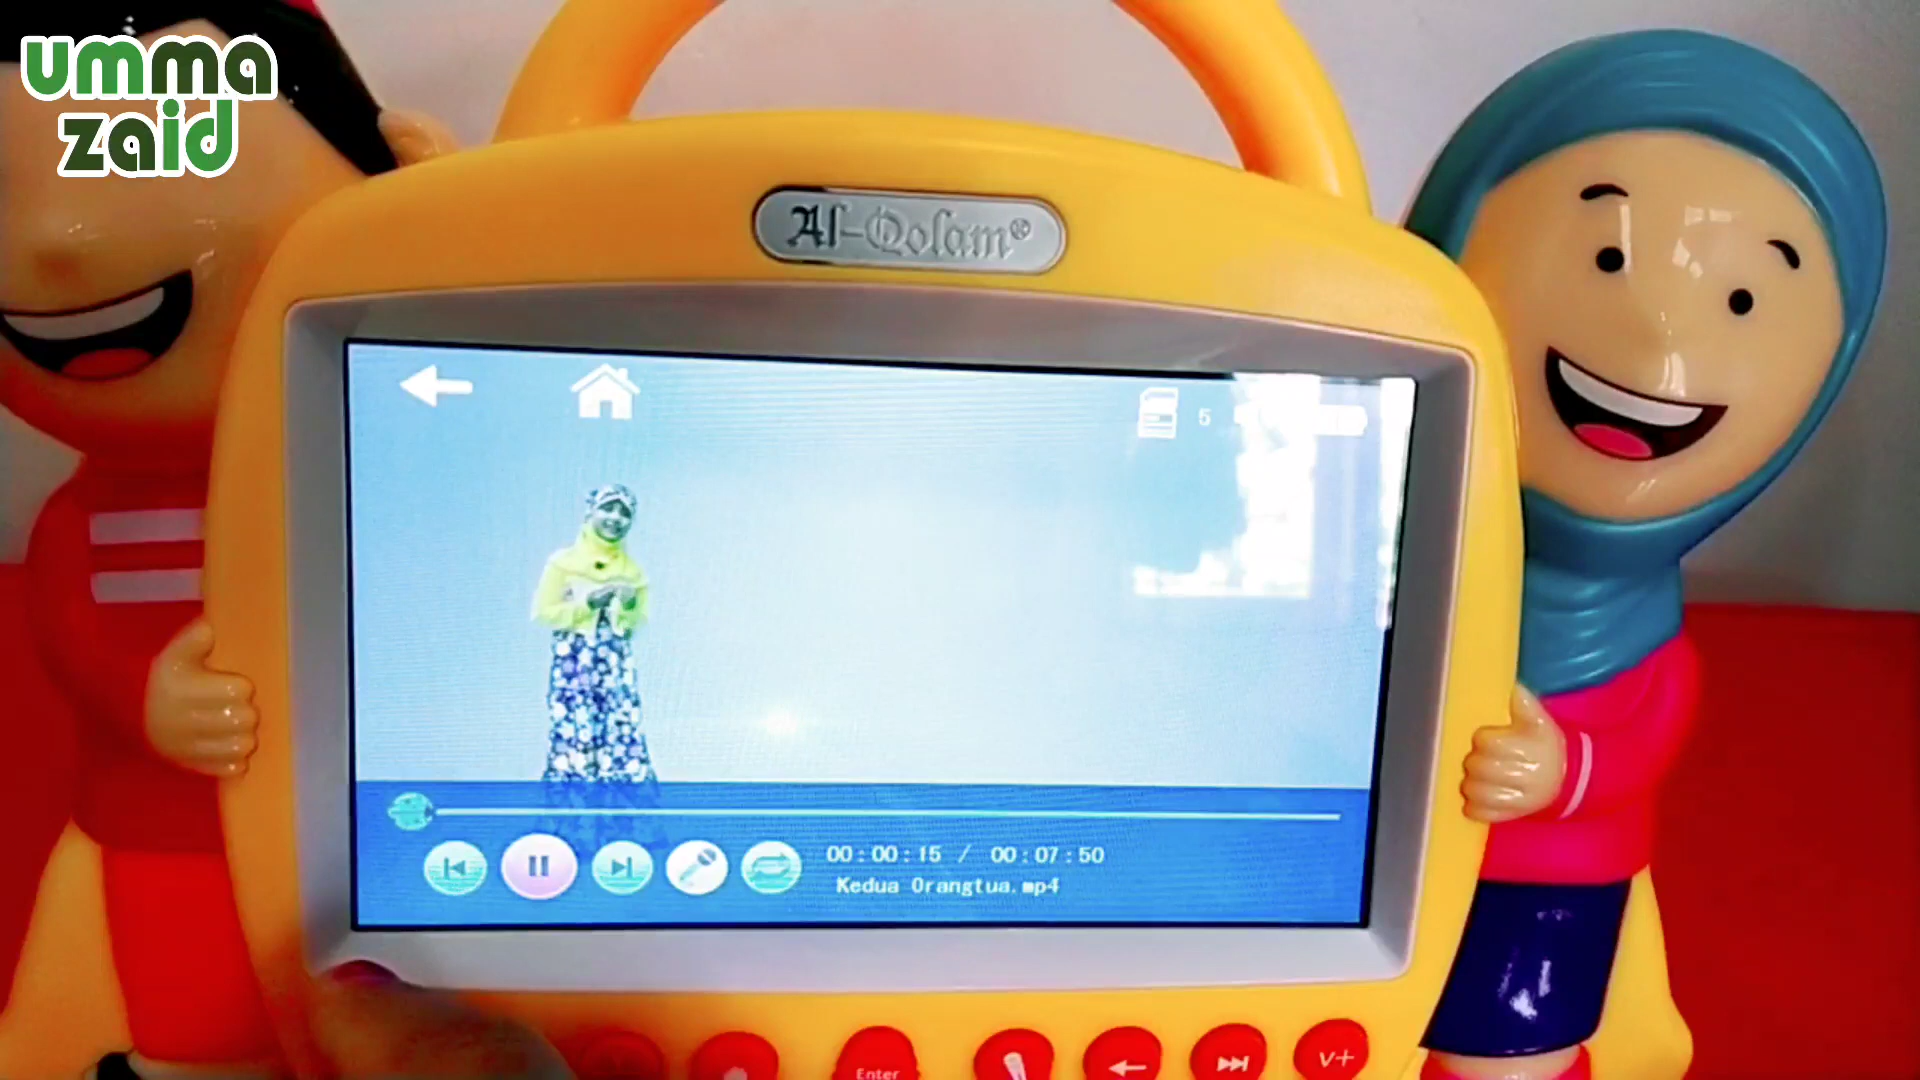 umma
zaid
Al-Qolam®
5
00:00:15 / 00:07:50
Kedua Orangtua.mp4
Enter
V+